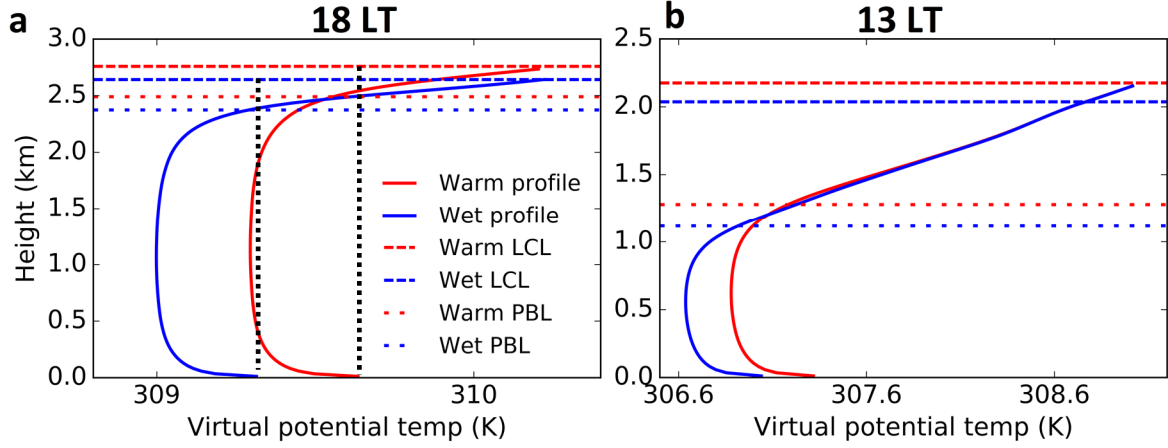 a
18 LT
3.0
2.5
2.0
1.5
1.0
0.5
0.0
Height (km)
309
310
Virtual potential temp (K)
Warm profile
Wet profile
Warm LCL
Wet LCL
Warm PBL
Wet PBL
b
13 LT
2.5
2.0
1.5
1.0
0.5
0.0
306.6
307.6
308.6
Virtual potential temp (K)